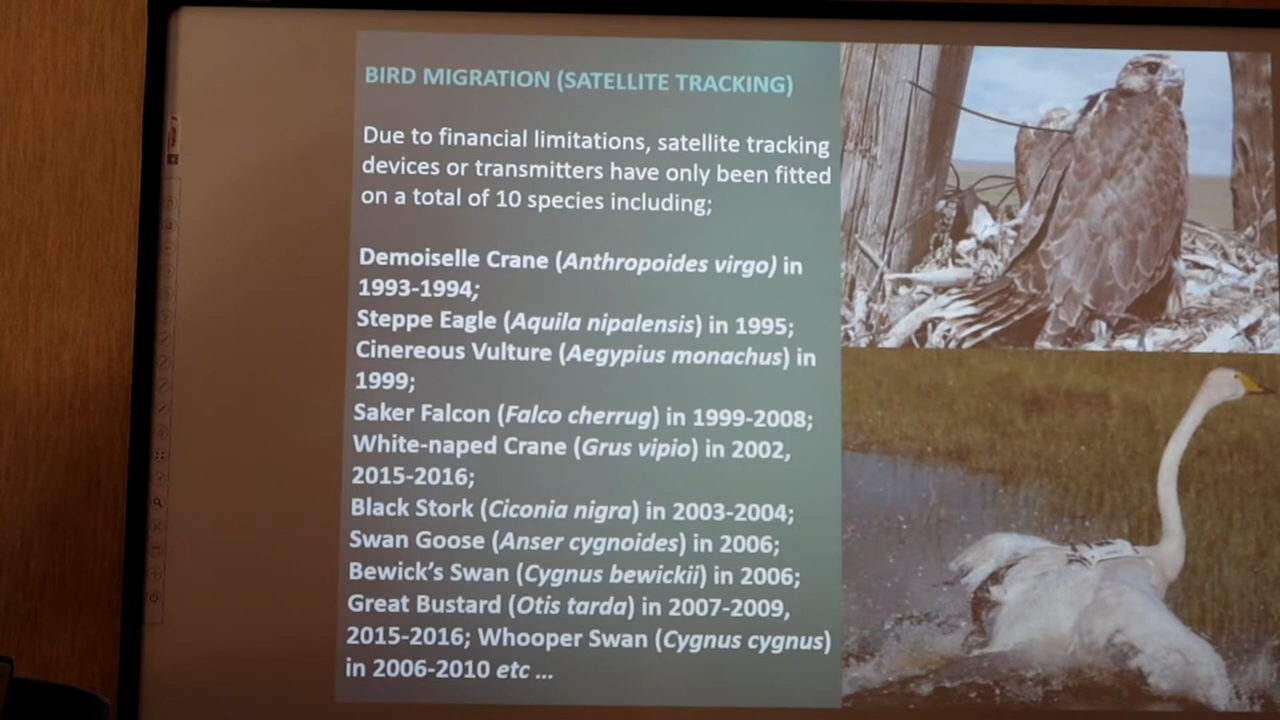 BIRD MIGRATION (SATELLITE TRACKING)
Due to financial limitations, satellite tracking
devices or transmitters have only been fitted
on a total of 10 species including;
Demoiselle Crane (Anthropoides virgo) in
1993-1994;
Steppe Eagle (Aquila nipalensis) in 1995;
Cinereous Vulture (Aegypius monachus) in
1999;
Saker Falcon (Falco cherrug) in 1999-2008;
White-naped Crane (Grus vipio) in 2002,
2015-2016;
Black Stork (Ciconia nigra) in 2003-2004;
Swan Goose (Anser cygnoides) in 2006;
Bewick's Swan (Cygnus bewickii) in 2006;
Great Bustard (Otis tarda) in 2007-2009,
2015-2016; Whooper Swan (Cygnus cygnus)
in 2006-2010 etc ...